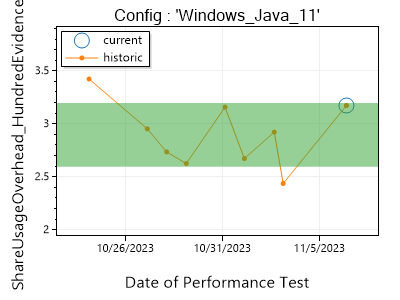 Config : 'Windows_Java_11'
current
historic
ShareUsageOverhead_HundredEvidence
3.5
3
2.5
2
10/26/2023
10/31/2023
11/5/2023
Date of Performance Test